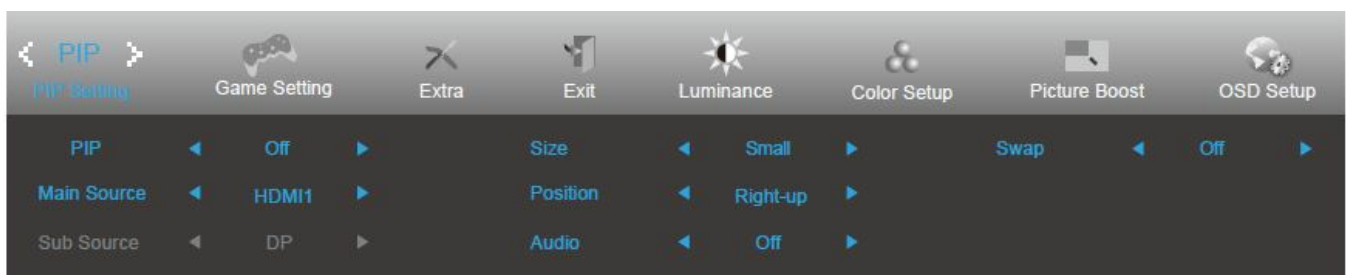 PIP
PIP Setting Game Setting Extra Exit Luminance Color Setup Picture Boost OSD Setup
PIP Off Size Small Swap Off
Main Source HDMI1 Position Right-up
Sub Source DP Audio Off